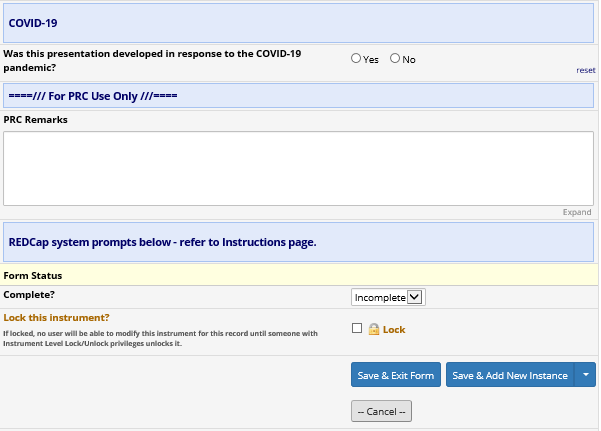 COVID-19
Was this presentation developed in response to the COVID-19
pandemic?
Yes No
reset
====/// For PRC Use Only ///====
PRC Remarks
Expand
REDCap system prompts below - refer to Instructions page.
Form Status
Complete?
Incomplete
Lock this instrument?
If locked, no user will be able to modify this instrument for this record until someone with
Instrument Level Lock/Unlock privileges unlocks it.
Lock
Save & Exit Form
Save & Add New Instance
-- Cancel --